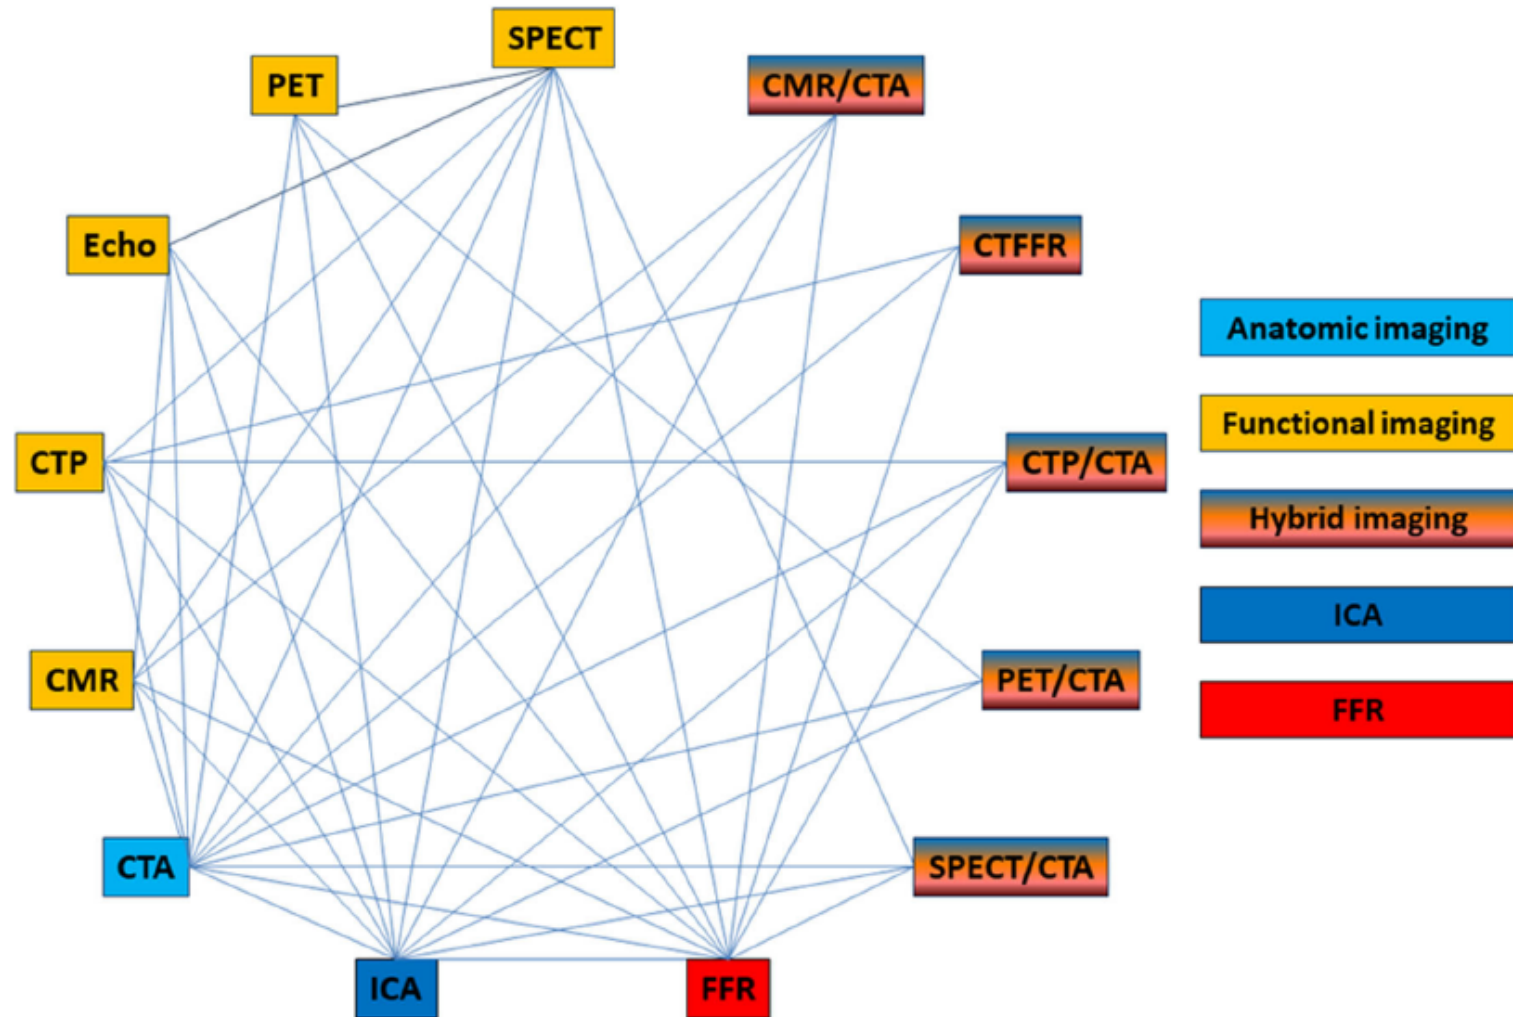 SPECT
PET
CMR/CTA
Echo
CTFFR
Anatomic imaging
Functional imaging
CTP
CTP/CTA
Hybrid imaging
ICA
CMR
PET/CTA
FFR
CTA
SPECT/CTA
ICA
FFR